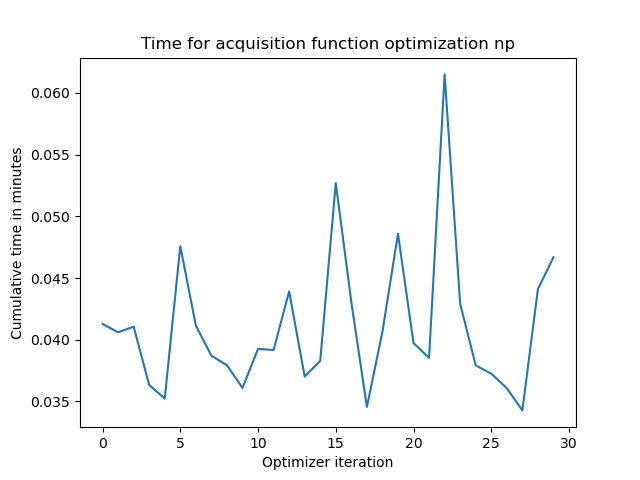 Time for acquisition function optimization np
Cumulative time in minutes
0.060
0.055
0.050
0.045
0.040
0.035
0 5 10 15 20 25 30
Optimizer iteration